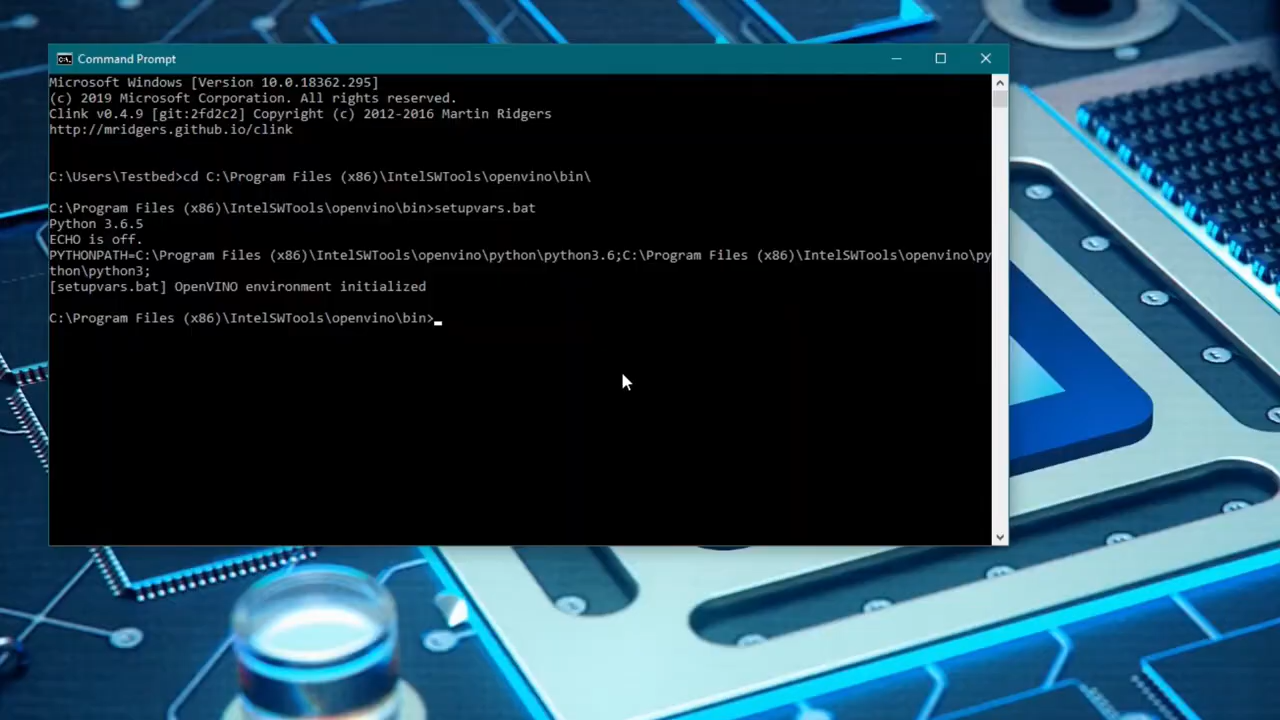 Command Prompt
Microsoft Windows [Version 10.0.18362.295]
(c) 2019 Microsoft Corporation. All rights reserved.
Clink v0.4.9 [git:2fd2c2] Copyright (c) 2012-2016 Martin Ridgers
http://mridgers.github.io/clink
C:\Users\Testbed>cd C:\Program Files (x86)\IntelSWTools\openvino\bin\
C:\Program Files (x86)\IntelSWTools\openvino\bin>setupvars.bat
Python 3.6.5
ECHO is off.
PYTHONPATH=C:\Program Files (x86)\IntelSWTools\openvino\python\python3.6;C:\Program Files (x86)\IntelSWTools\openvino\py
thon\python3;
[setupvars.bat] OpenVINO environment initialized
C:\Program Files (x86)\IntelSWTools\openvino\bin>